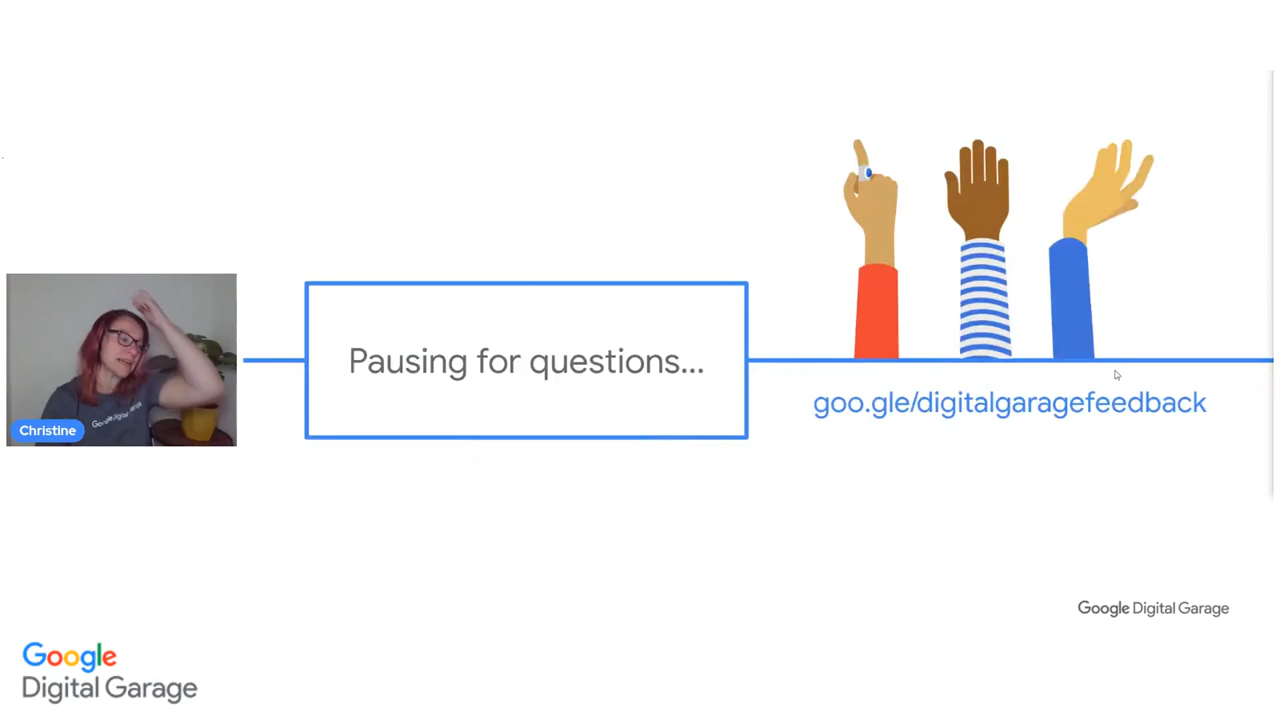 Pausing for questions...
goo.gle/digitalgaragefeedback
Christine
Google Digital Garage
Google
Digital Garage